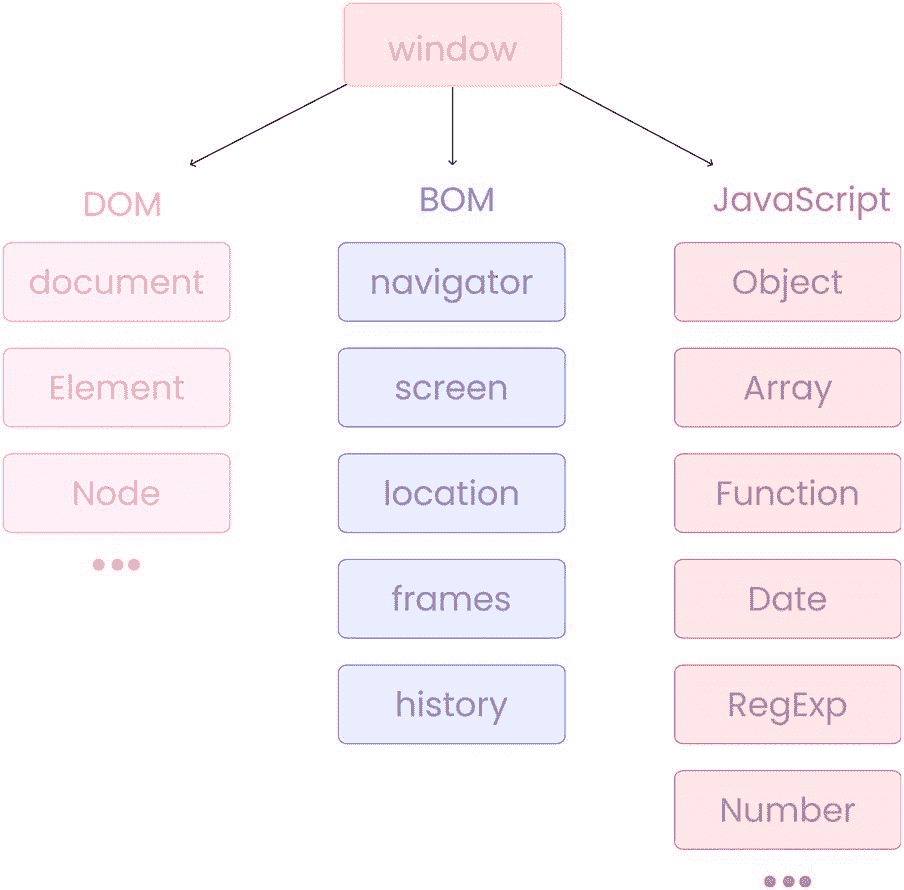 window
DOM
document
Element
Node
BOM
navigator
screen
location
frames
history
JavaScript
Object
Array
Function
Date
RegExp
Number